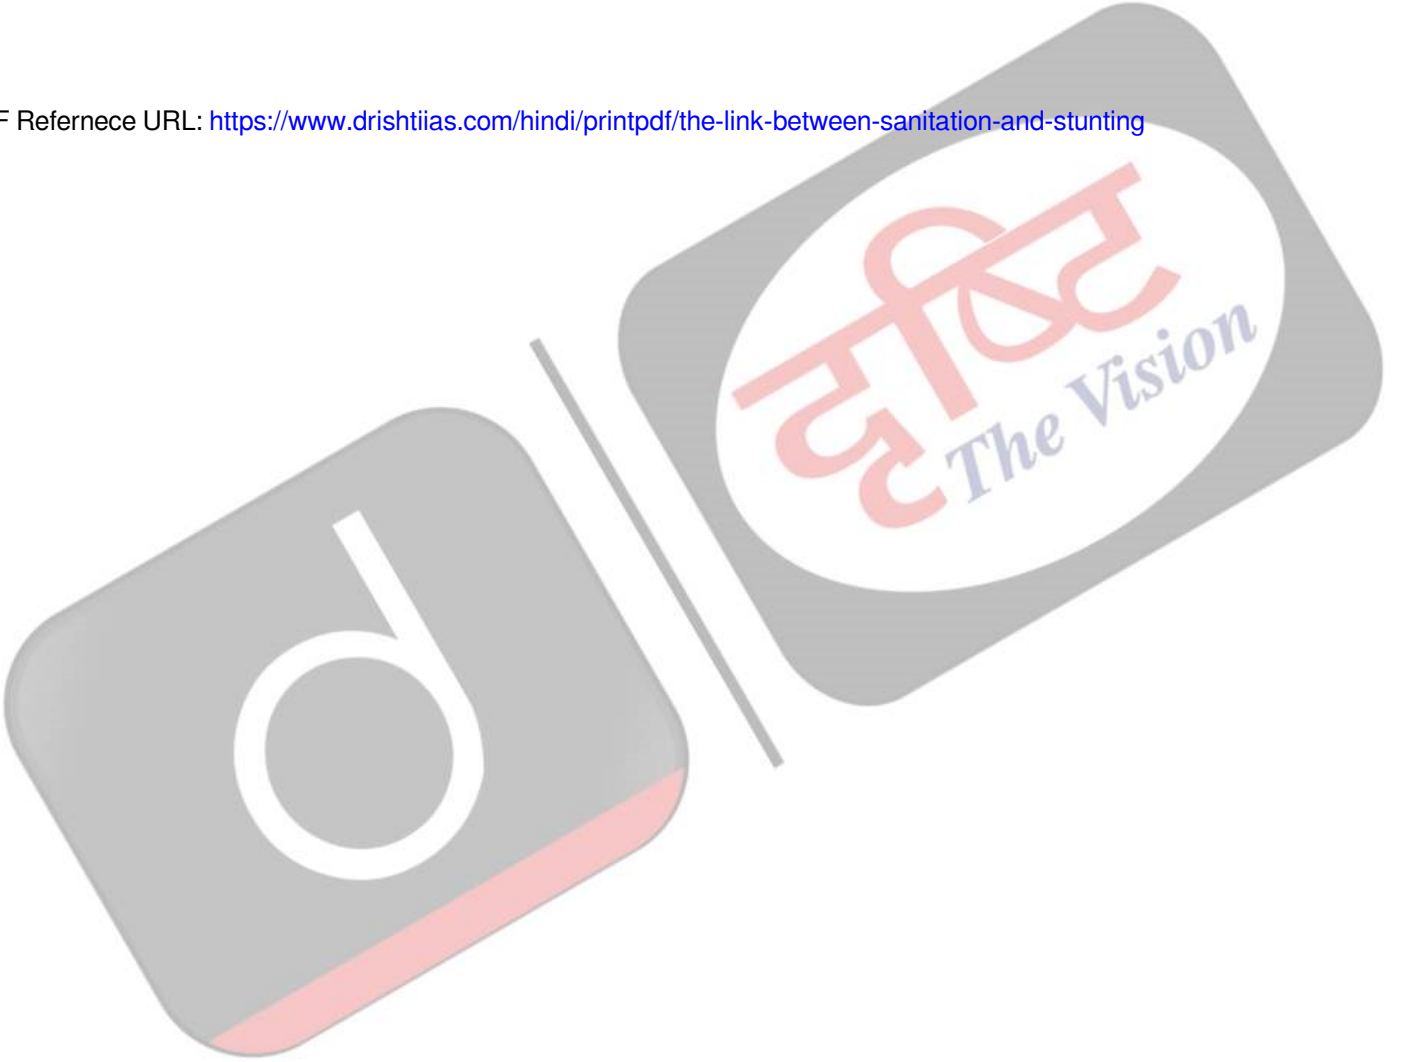 F Refernece URL: https://www.drishtiias.com/hindi/printpdf/the-link-between-sanitation-and-stunting
दृष्टि
The Vision
d